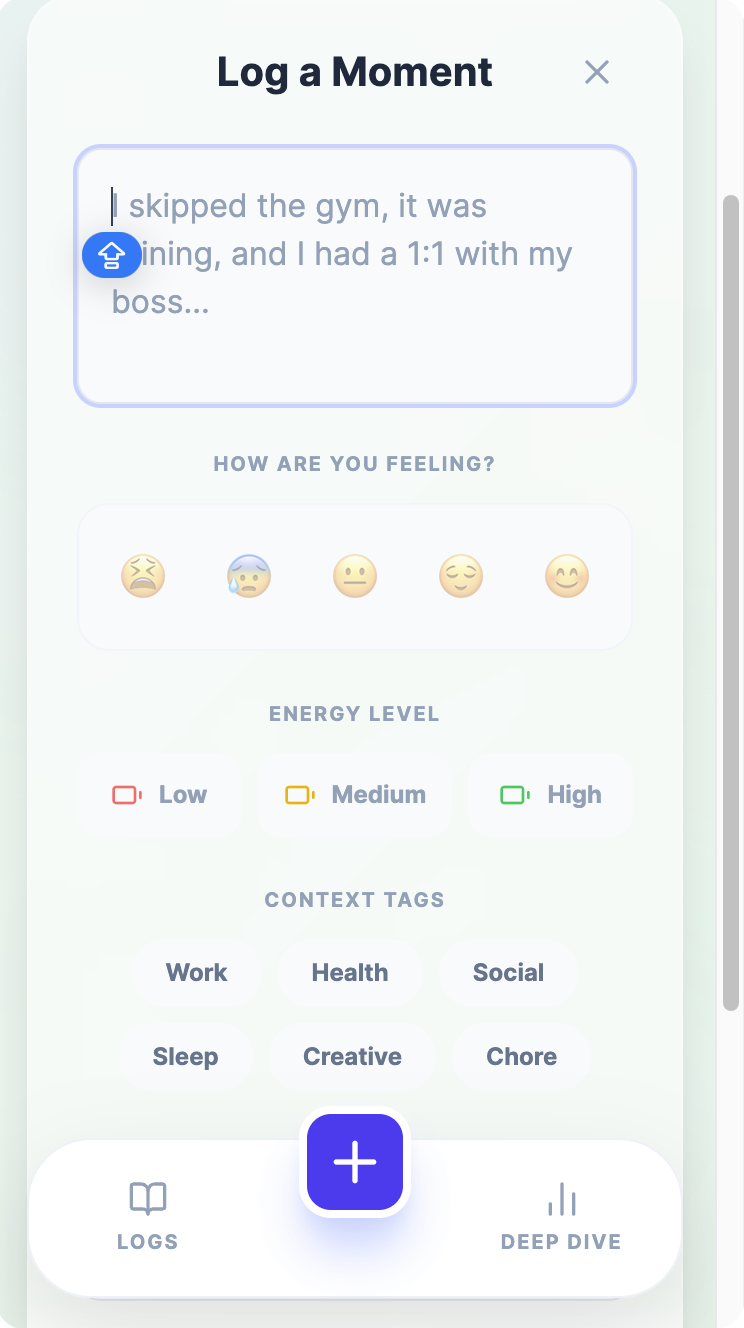 Log a Moment
I skipped the gym, it was
ining, and I had a 1:1 with my
boss...
HOW ARE YOU FEELING?
ENERGY LEVEL
Low Medium High
CONTEXT TAGS
Work Health Social
Sleep Creative Chore
LOGS DEEP DIVE